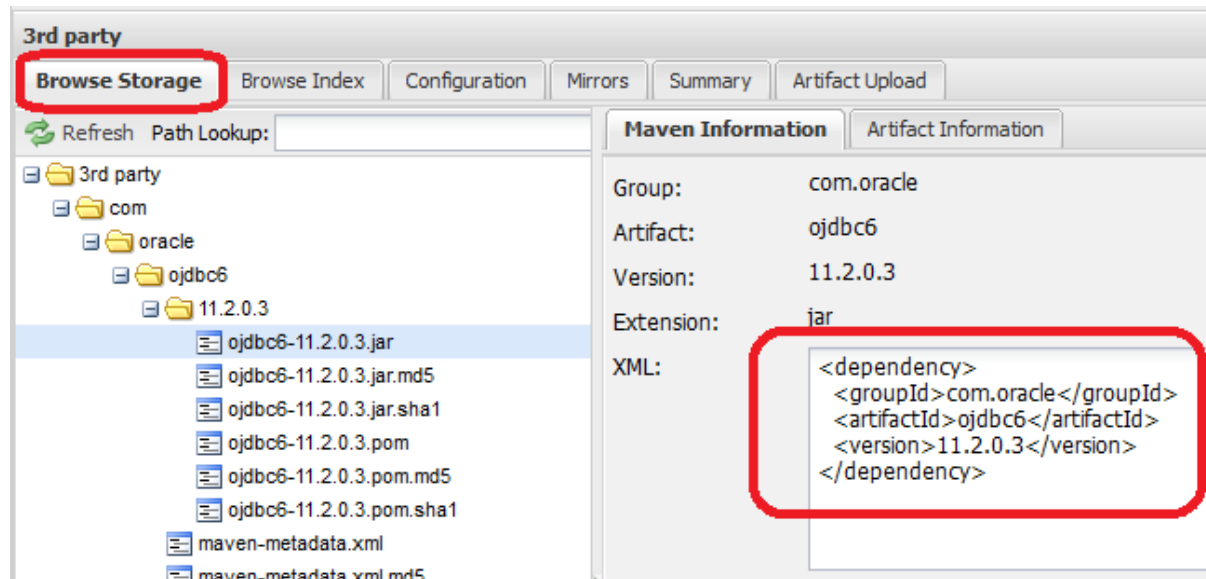 3rd party
Browse Storage Browse Index Configuration Mirrors Summary Artifact Upload
Refresh Path Lookup:
3rd party
com
oracle
ojdbc6
11.2.0.3
ojdbc6-11.2.0.3.jar
ojdbc6-11.2.0.3.jar.md5
ojdbc6-11.2.0.3.jar.sha1
ojdbc6-11.2.0.3.pom
ojdbc6-11.2.0.3.pom.md5
ojdbc6-11.2.0.3.pom.sha1
maven-metadata.xml
maven-metadata.xml.md5
Maven Information Artifact Information
Group: com.oracle
Artifact: ojdbc6
Version: 11.2.0.3
Extension: jar
XML: <dependency>
<groupId>com.oracle</groupId>
<artifactId>ojdbc6</artifactId>
<version>11.2.0.3</version>
</dependency>